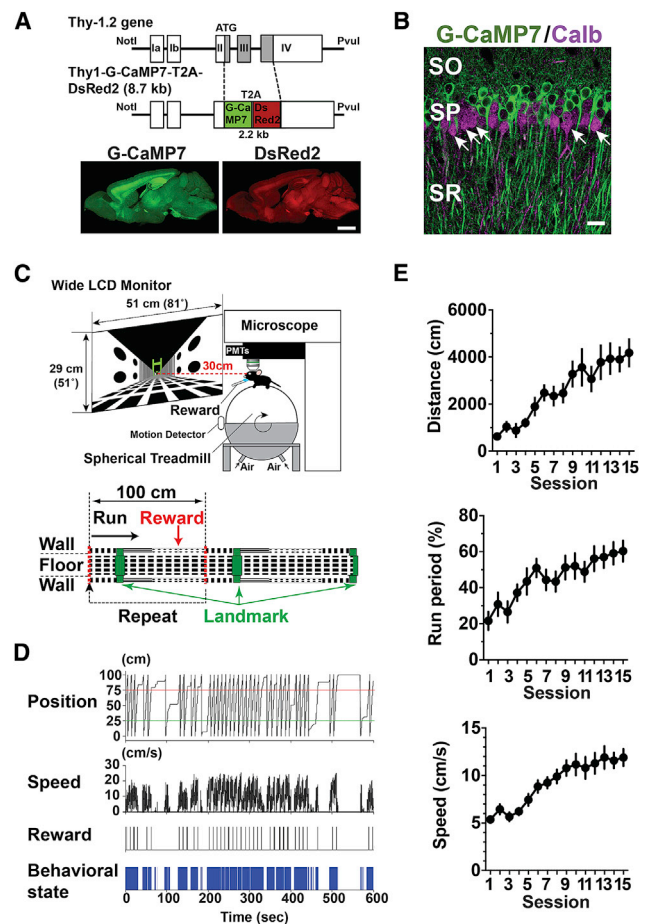 A
Thy-1.2 gene
ATG
NotI
Ia
Ib
II
III
IV
PvuI
Thy1-G-CaMP7-T2A-
DsRed2 (8.7 kb)
T2A
NotI
G-Ca
MP7
Ds
Red2
PvuI
2.2 kb
G-CaMP7
DsRed2
B
G-CaMP7/Calb
SO
SP
SR
C
Wide LCD Monitor
51 cm (81˚)
29 cm
(51˚)
Microscope
PMTs
30cm
Reward
Motion Detector
Spherical Treadmill
Air
Air
100 cm
Run
Reward
Wall
Floor
Wall
Repeat
Landmark
D
(cm)
Position
100
75
50
25
0
(cm/s)
Speed
30
20
10
0
Reward
Behavioral
state
0 100 200 300 400 500 600
Time (sec)
E
Distance (cm)
6000
4000
2000
0
1 3 5 7 9 11 13 15
Session
Run period (%)
80
60
40
20
0
1 3 5 7 9 11 13 15
Session
Speed (cm/s)
15
10
5
0
1 3 5 7 9 11 13 15
Session